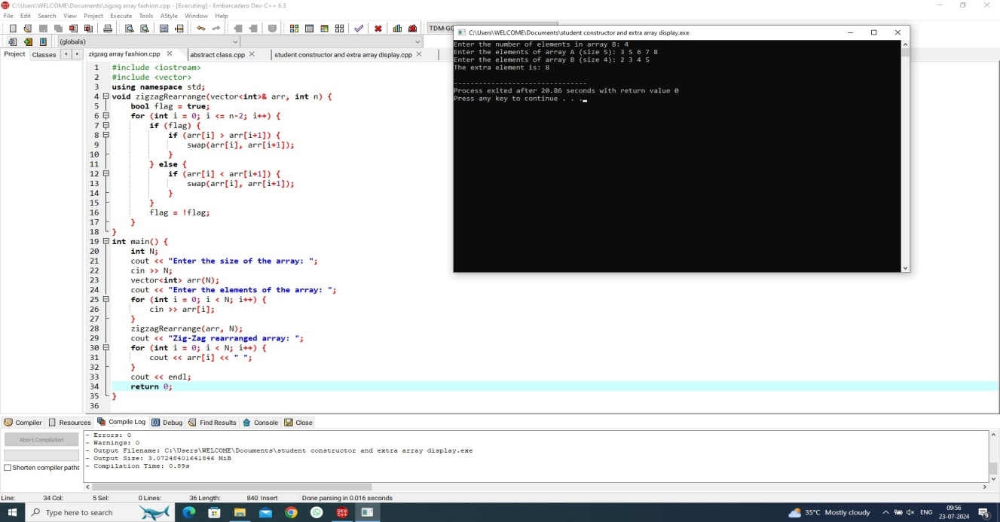 C:\Users\WELCOME\Documents\zigzag array fashion.cpp - [Executing] - Embarcadero Dev-C++ 6.3
File Edit Search View Project Execute Tools AStyle Window Help
TDM-GC
(globals)
Project Classes
zigzag array fashion.cpp abstract class.cpp student constructor and extra array display.cpp
1 #include <iostream>
2 #include <vector>
3 using namespace std;
4 void zigzagRearrange(vector<int>& arr, int n) {
5 bool flag = true;
6 for (int i = 0; i <= n-2; i++) {
7 if (flag) {
8 if (arr[i] > arr[i+1]) {
9 swap(arr[i], arr[i+1]);
10 }
11 } else {
12 if (arr[i] < arr[i+1]) {
13 swap(arr[i], arr[i+1]);
14 }
15 }
16 flag = !flag;
17 }
18 }
19 int main() {
20 int N;
21 cout << "Enter the size of the array: ";
22 cin >> N;
23 vector<int> arr(N);
24 cout << "Enter the elements of the array: ";
25 for (int i = 0; i < N; i++) {
26 cin >> arr[i];
27 }
28 zigzagRearrange(arr, N);
29 cout << "Zig-Zag rearranged array: ";
30 for (int i = 0; i < N; i++) {
31 cout << arr[i] << " ";
32 }
33 cout << endl;
34 return 0;
35 }
36
C:\Users\WELCOME\Documents\student constructor and extra array display.exe
Enter the number of elements in array B: 4
Enter the elements of array A (size 5): 3 5 6 7 8
Enter the elements of array B (size 4): 2 3 4 5
The extra element is: 8
--------------------------------
Process exited after 20.86 seconds with return value 0
Press any key to continue . . .
Compiler Resources Compile Log Debug Find Results Console Close
Abort Compilation
Shorten compiler paths
- Errors: 0
- Warnings: 0
- Output Filename: C:\Users\WELCOME\Documents\student constructor and extra array display.exe
- Output Size: 3.07248401641846 MiB
- Compilation Time: 0.89s
Line: 34 Col: 5 Sel: 0 Lines: 36 Length: 840 Insert Done parsing in 0.016 seconds
Type here to search
DEV C++
35°C Mostly cloudy
ENG
09:56
23-07-2024
9